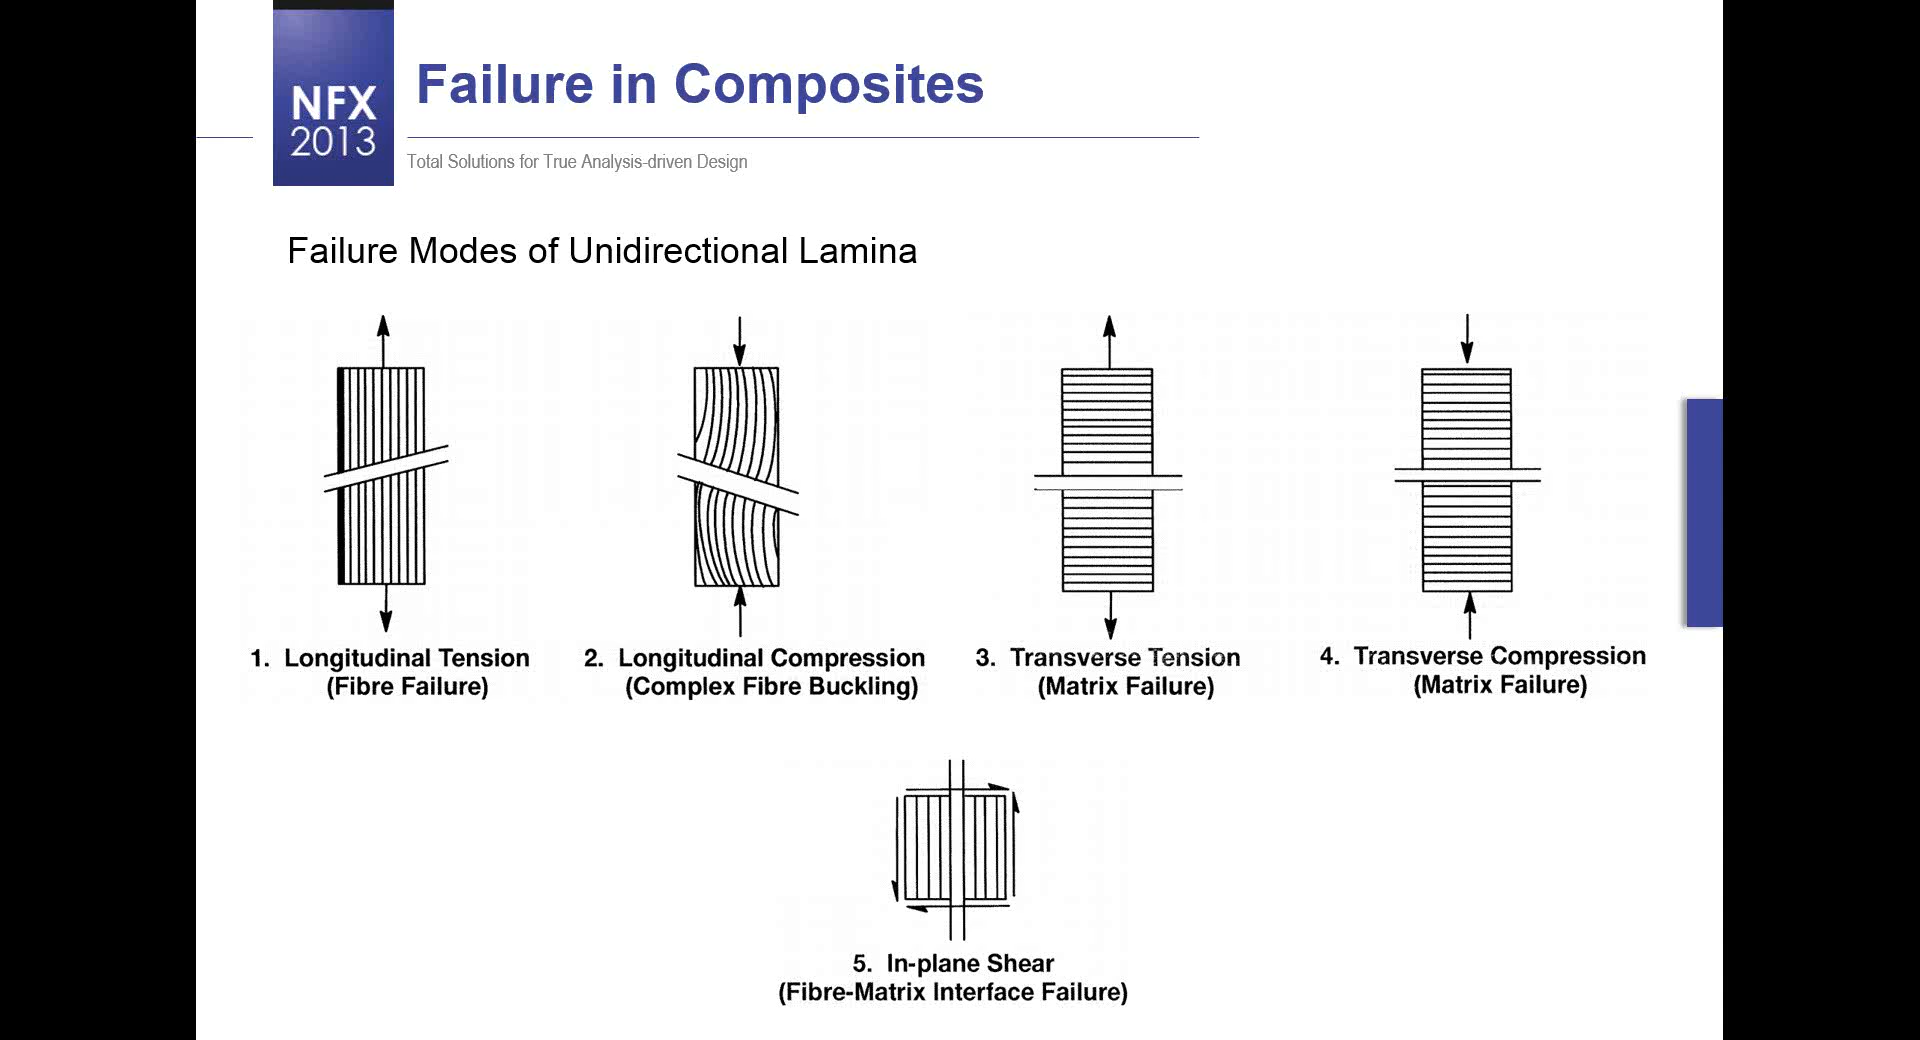 NFX
2013
Failure in Composites
Total Solutions for True Analysis-driven Design
Failure Modes of Unidirectional Lamina
1. Longitudinal Tension
(Fibre Failure)
2. Longitudinal Compression
(Complex Fibre Buckling)
3. Transverse Tension
(Matrix Failure)
4. Transverse Compression
(Matrix Failure)
5. In-plane Shear
(Fibre-Matrix Interface Failure)